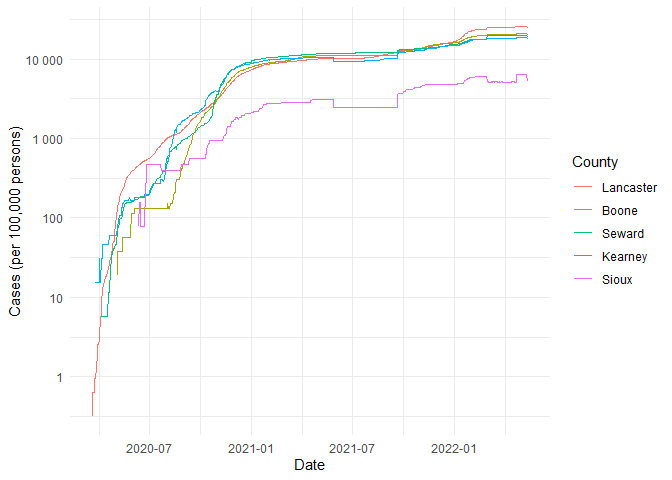 10 000
1 000
100
10
1
Cases (per 100,000 persons)
2020-07
2021-01
2021-07
2022-01
Date
County
Lancaster
Boone
Seward
Kearney
Sioux